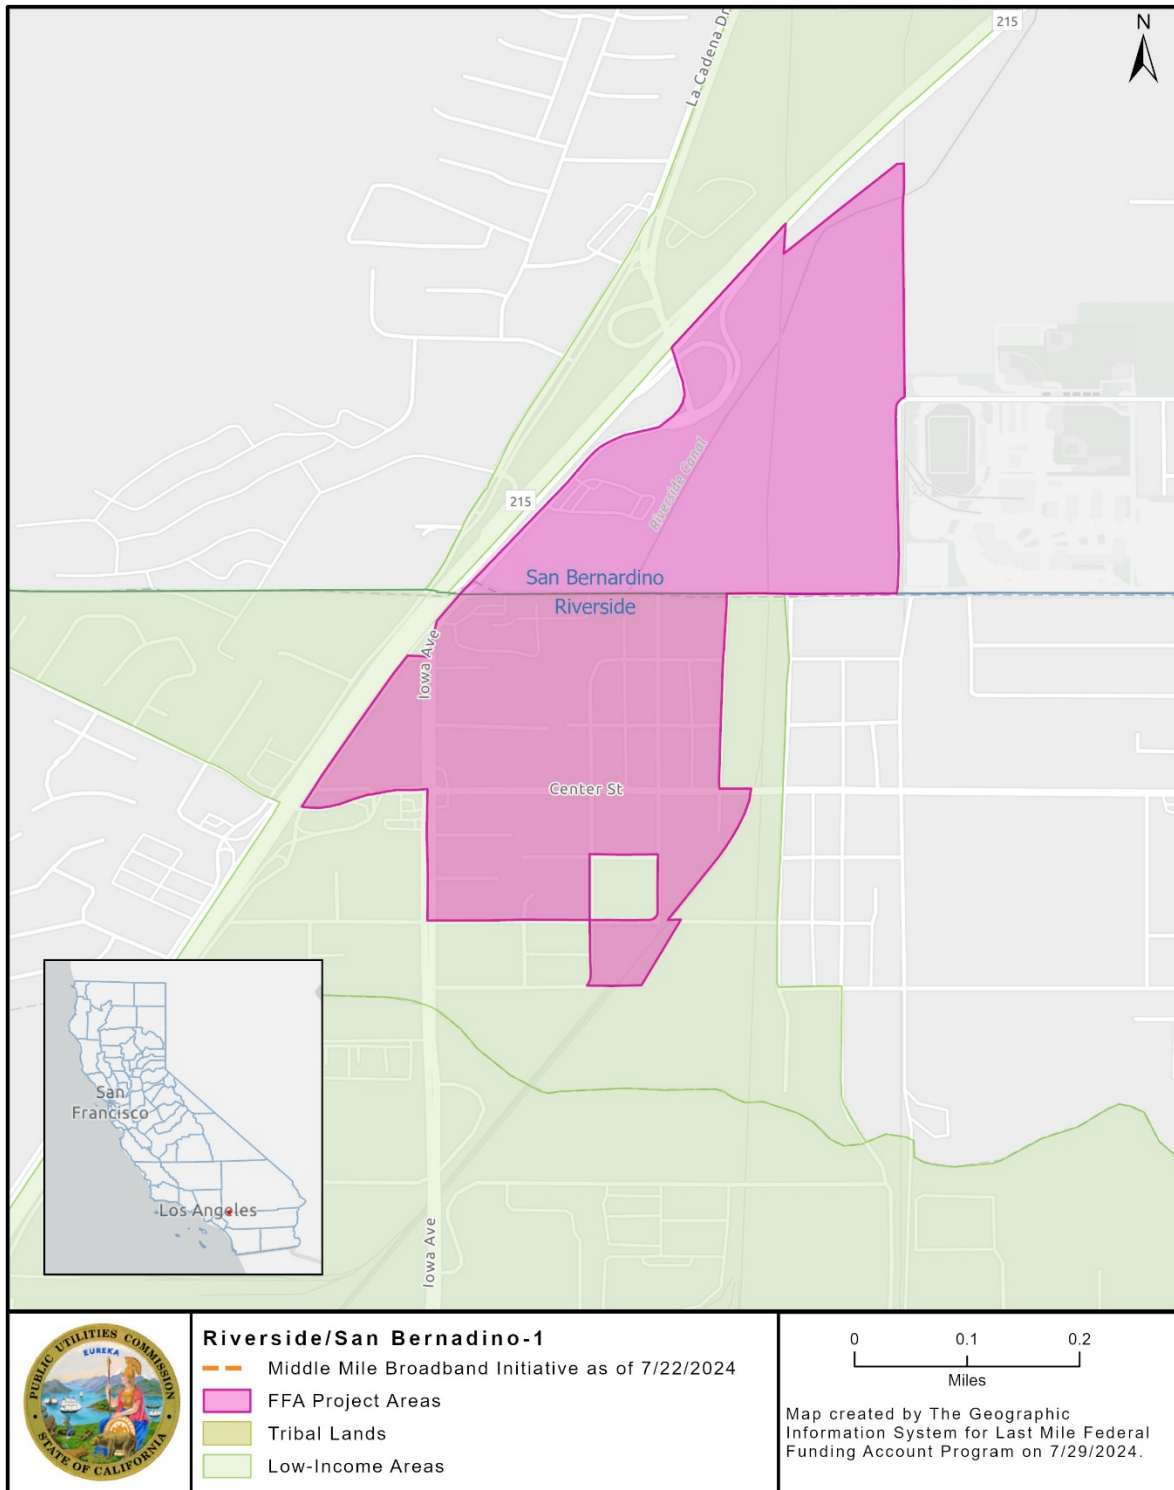 215
N
La Cadena Dr
215
Riverside Canal
San Bernardino
Riverside
Iowa Ave
Center St
San
Francisco
Los Angeles
Iowa Ave
PUBLIC UTILITIES COMMISSION
EUREKA
STATE OF CALIFORNIA
Riverside/San Bernadino-1
Middle Mile Broadband Initiative as of 7/22/2024
FFA Project Areas
Tribal Lands
Low-Income Areas
0 0.1 0.2
Miles
Map created by The Geographic
Information System for Last Mile Federal
Funding Account Program on 7/29/2024.